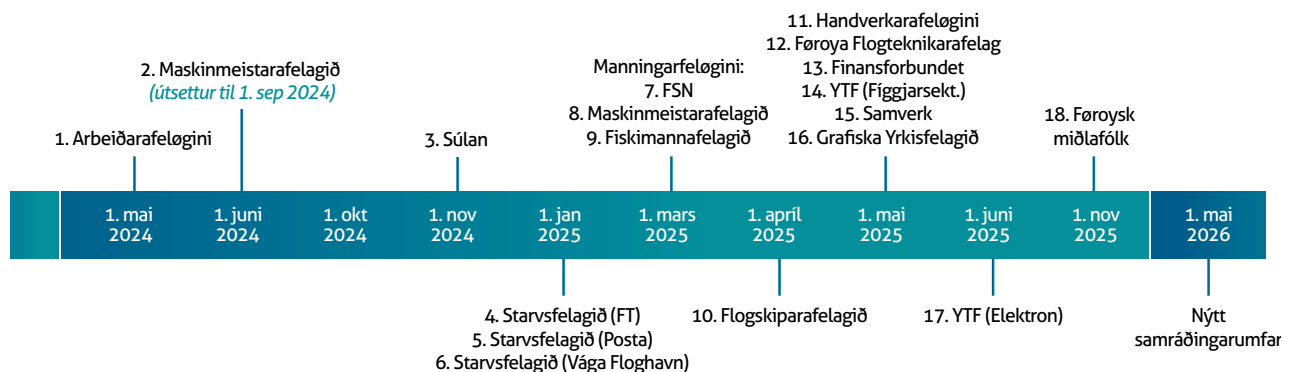 1. Arbeiðarafeløgini
2. Maskinmeistarafelagið
(útsettur til 1. sep 2024)
3. Súlan
Manningarfeløgini:
7. FSN
8. Maskinmeistarafelagið
9. Fiskimannafelagið
11. Handverkarafeløgini
12. Føroya Flogteknikarafelag
13. Finansforbundet
14. YTF (Fíggjarsekt.)
15. Samverk
16. Grafiska Yrkisfelagið
18. Føroysk
miðlafólk
1. mai
2024
1. juni
2024
1. okt
2024
1. nov
2024
1. jan
2025
1. mars
2025
1. apríl
2025
1. mai
2025
1. juni
2025
1. nov
2025
1. mai
2026
4. Starvsfelagið (FT)
5. Starvsfelagið (Posta)
6. Starvsfelagið (Vága Floghavn)
10. Flogskiparafelagið
17. YTF (Elektron)
Nýtt
samráðingarumfar